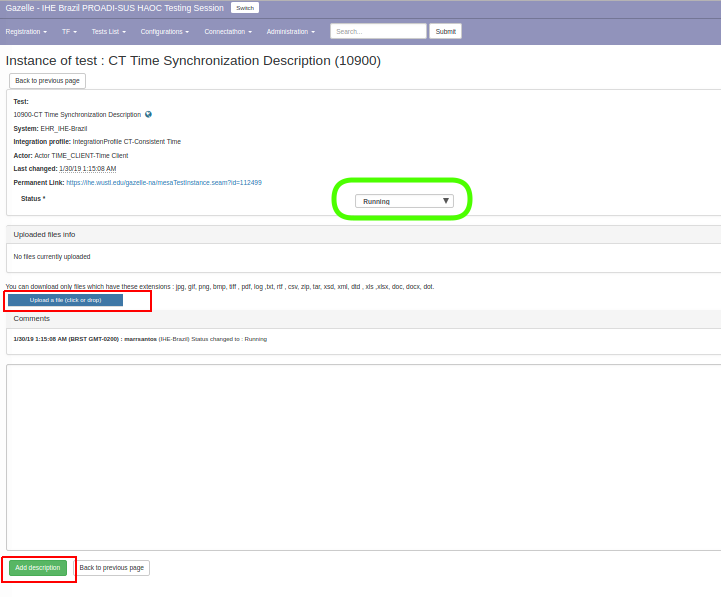 Gazelle - IHE Brazil PROADI-SUS HAOC Testing Session Switch
Registration TF Tests List Configurations Connectathon Administration Search... Submit
Instance of test : CT Time Synchronization Description (10900)
Back to previous page
Test:
10900-CT Time Synchronization Description
System: EHR_IHE-Brazil
Integration profile: IntegrationProfile CT-Consistent Time
Actor: Actor TIME_CLIENT-Time Client
Last changed: 1/30/19 1:15:08 AM
Permanent Link: https://ihe.wustl.edu/gazelle-na/mesaTestInstance.seam?id=112499
Status * Running
Uploaded files info
No files currently uploaded
You can download only files which have these extensions : jpg, gif, png, bmp, tiff , pdf, log ,txt, rtf , csv, zip, tar, xsd, xml, dtd , xls ,xlsx, doc, docx, dot.
Upload a file (click or drop)
Comments
1/30/19 1:15:08 AM (BRST GMT-0200) : marrsantos (IHE-Brazil) Status changed to : Running
Add description Back to previous page